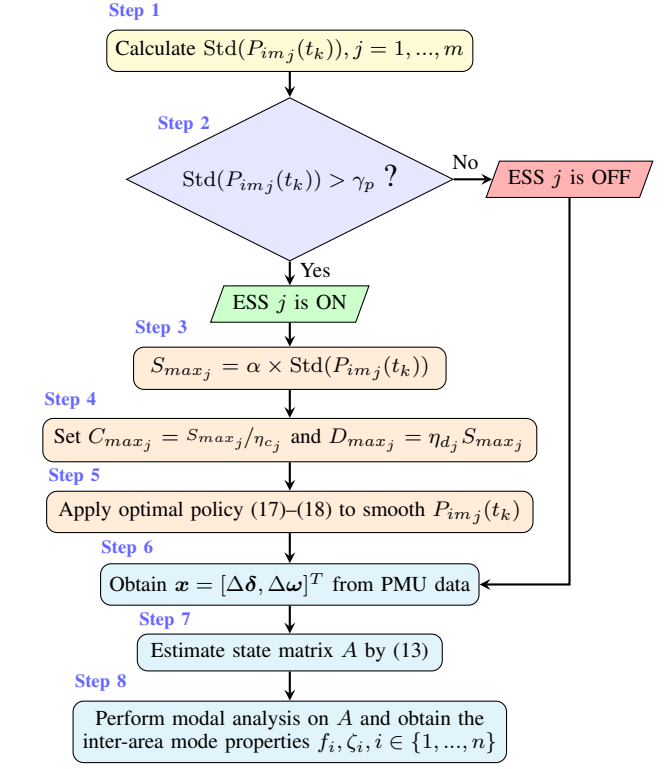 Step 1
Calculate Std(P_{im_j}(t_k)), j = 1, ..., m
Step 2
Std(P_{im_j}(t_k)) > γ_p ?
No
ESS j is OFF
Yes
ESS j is ON
Step 3
S_{max_j} = α × Std(P_{im_j}(t_k))
Step 4
Set C_{max_j} = S_{max_j}/η_{c_j} and D_{max_j} = η_{d_j} S_{max_j}
Step 5
Apply optimal policy (17)–(18) to smooth P_{im_j}(t_k)
Step 6
Obtain x = [Δδ, Δω]^T from PMU data
Step 7
Estimate state matrix A by (13)
Step 8
Perform modal analysis on A and obtain the
inter-area mode properties f_i, ζ_i, i ∈ {1, ..., n}